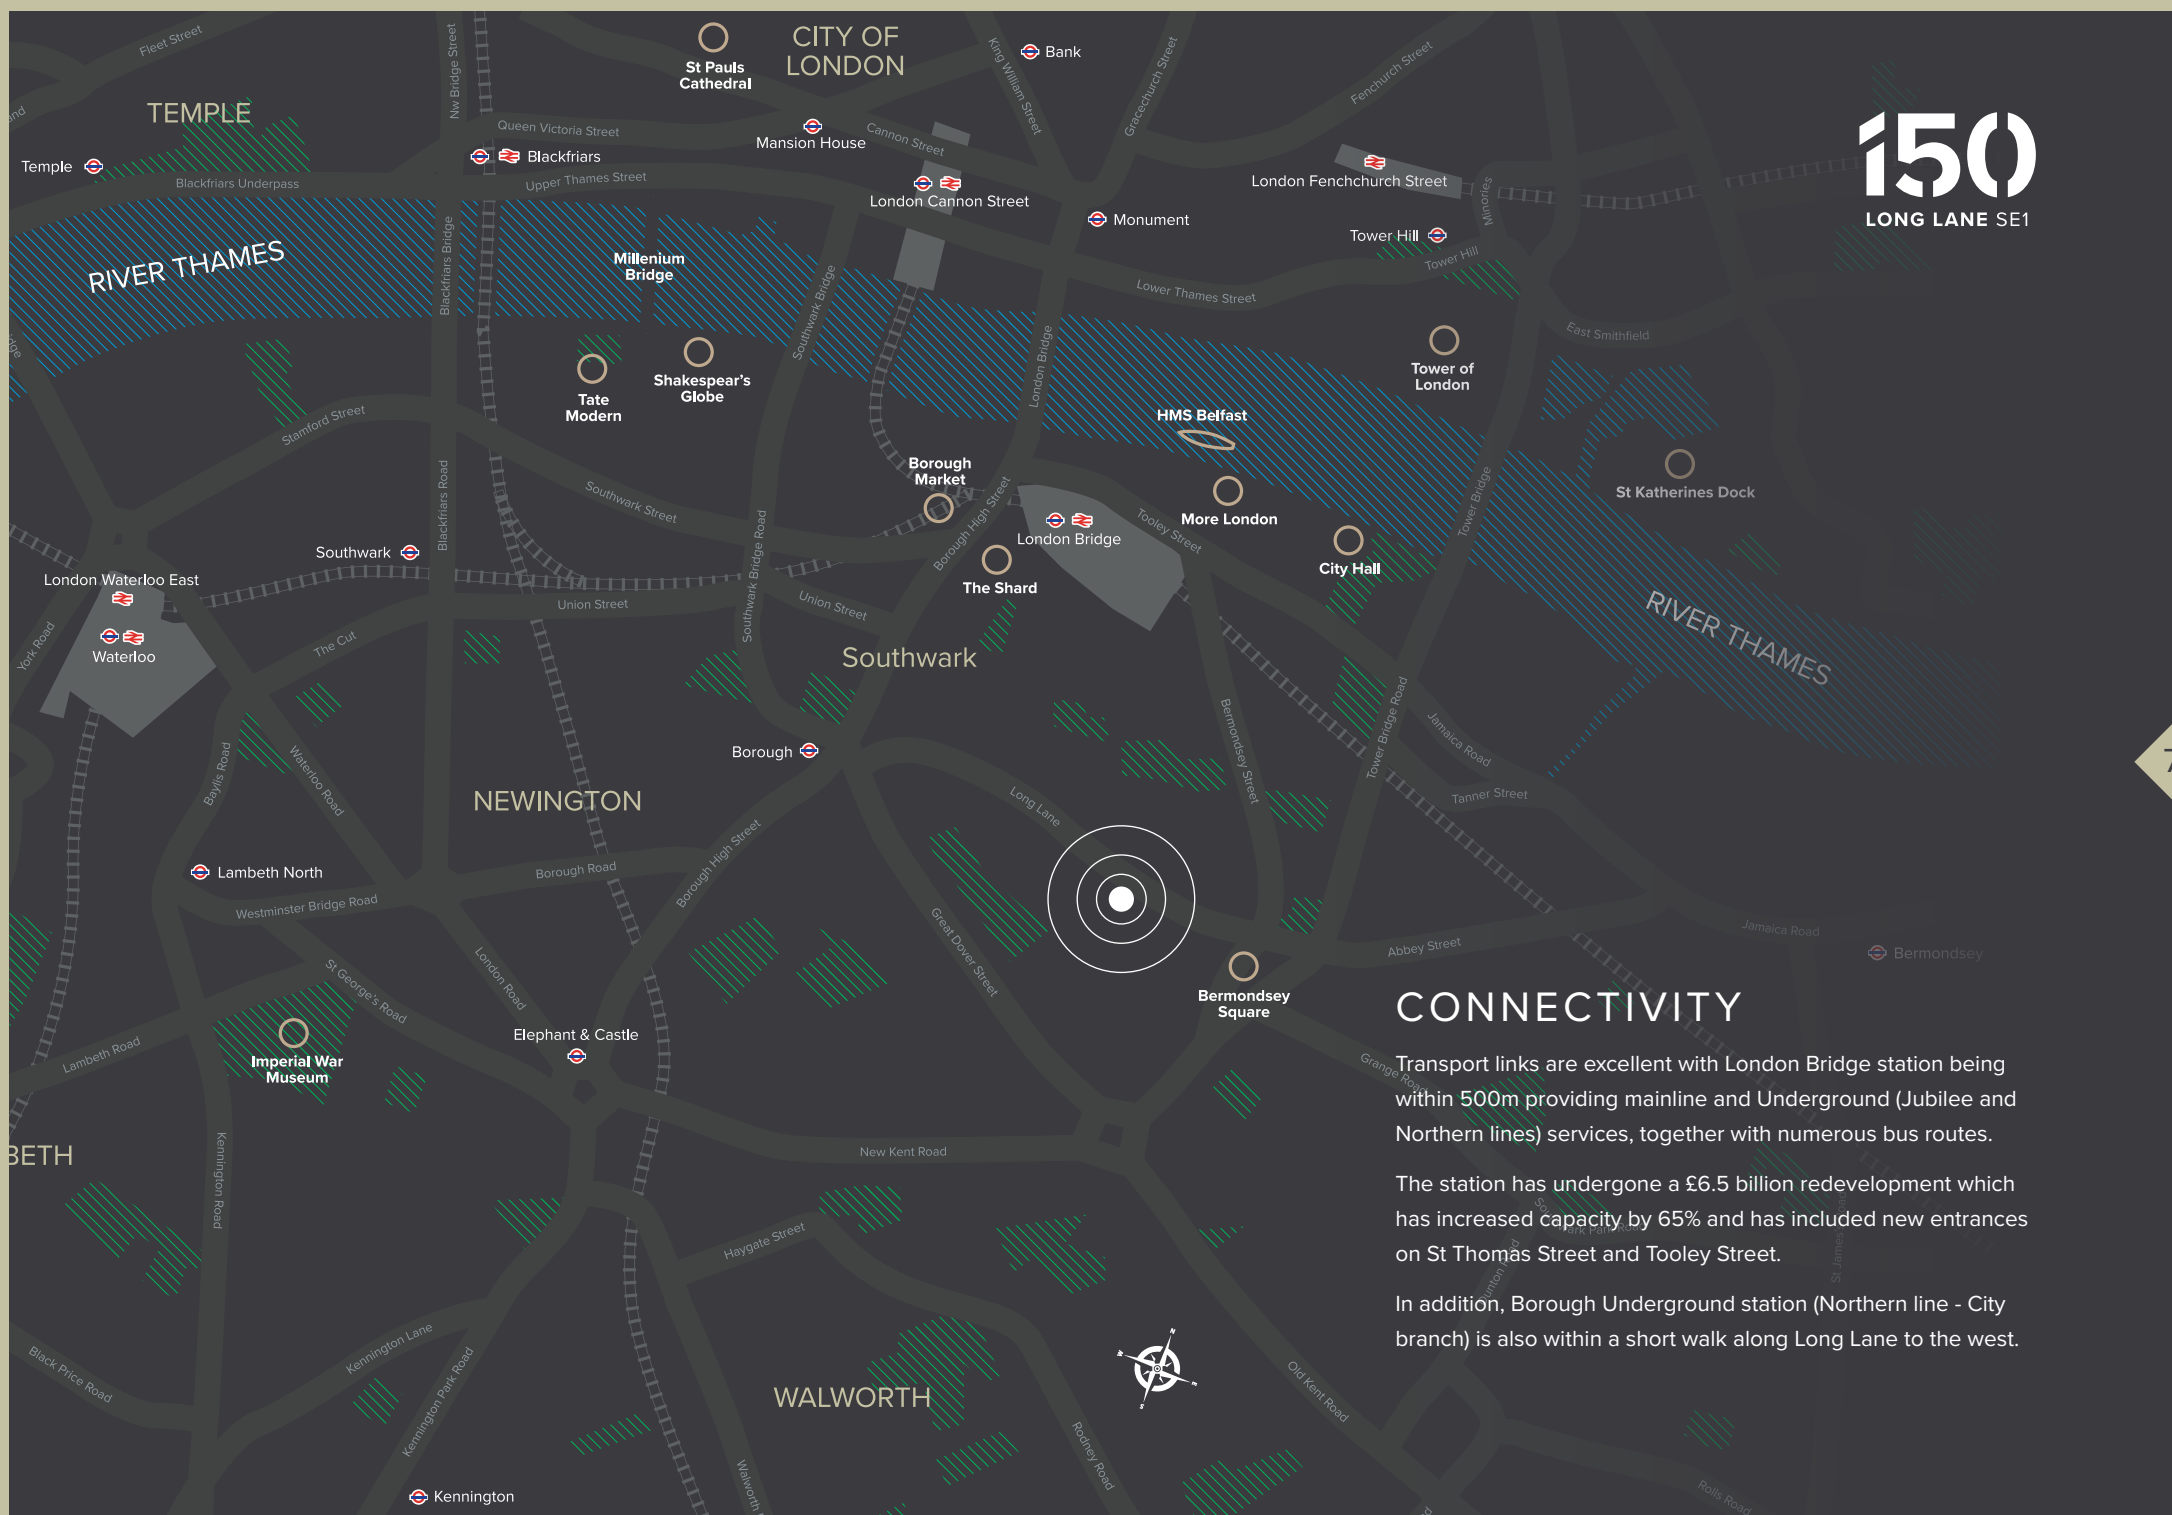 Fleet Street
Nw Bridge Street
St Pauls
Cathedral
CITY OF
LONDON
King William Street
Bank
Gracechurch Street
Fenchurch Street
TEMPLE
Temple
Blackfriars Underpass
Queen Victoria Street
Blackfriars
Upper Thames Street
Mansion House
Cannon Street
London Cannon Street
Monument
London Fenchchurch Street
Minories
Tower Hill
Tower Hill
150
LONG LANE SE1
RIVER THAMES
Blackfriars Bridge
Millenium
Bridge
Southwark Bridge
London Bridge
Lower Thames Street
East Smithfield
Tower of
London
Tate
Modern
Shakespear's
Globe
HMS Belfast
Stamford Street
Blackfriars Road
Southwark Street
Borough
Market
Borough High Street
London Bridge
Tooley Street
More London
City Hall
Tower Bridge
St Katherines Dock
Southwark
London Waterloo East
Waterloo
York Road
The Cut
Union Street
Southwark Bridge Road
Union Street
The Shard
Southwark
RIVER THAMES
Baylis Road
Waterloo Road
Borough
Bermondsey Street
Tower Bridge Road
Jamaica Road
Tanner Street
7
NEWINGTON
Long Lane
Lambeth North
Borough Road
Borough High Street
Westminster Bridge Road
Great Dover Street
Abbey Street
Jamaica Road
Bermondsey
St George's Road
London Road
Bermondsey
Square
Lambeth Road
Imperial War
Museum
Elephant & Castle
Grange Road
CONNECTIVITY
Transport links are excellent with London Bridge station being
within 500m providing mainline and Underground (Jubilee and
Northern lines) services, together with numerous bus routes.
The station has undergone a £6.5 billion redevelopment which
has increased capacity by 65% and has included new entrances
on St Thomas Street and Tooley Street.
In addition, Borough Underground station (Northern line - City
branch) is also within a short walk along Long Lane to the west.
BETH
Kennington Road
New Kent Road
Haygate Street
Black Price Road
Kennington Lane
Kennington Park Road
WALWORTH
N
W
E
S
Old Kent Road
Rodney Road
Walworth
Kennington
Rolls Road